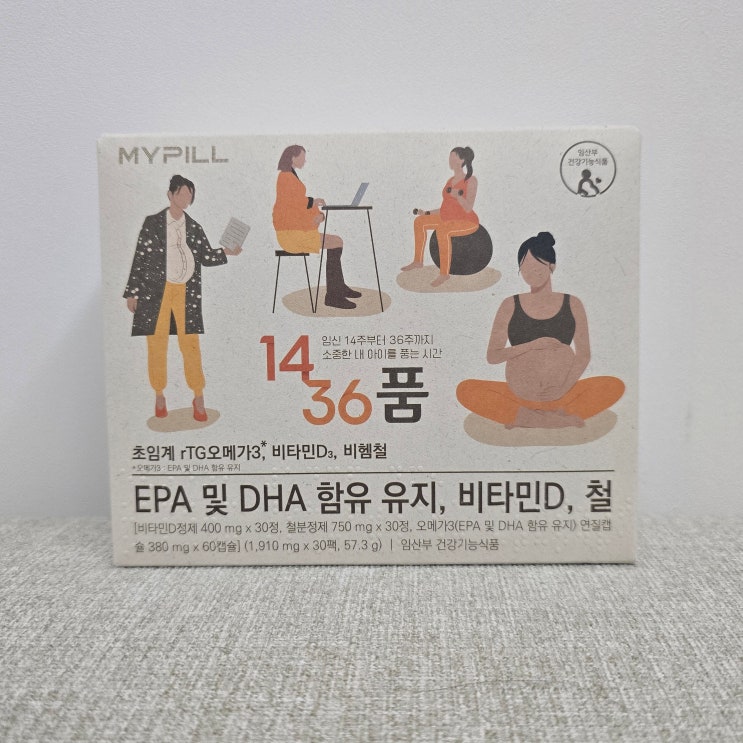 MYPILL
임산부
건강기능식품
임신 14주부터 36주까지
소중한 내 아이를 품는 시간
14
36 품
초임계 rTG오메가3*, 비타민D₃, 비헴철
*오메가3 : EPA 및 DHA 함유 유지
EPA 및 DHA 함유 유지, 비타민D, 철
[비타민D정제 400 mg x 30정, 철분정제 750 mg x 30정, 오메가3(EPA 및 DHA 함유 유지) 연질캡
슐 380 mg x 60캡슐] (1,910 mg x 30팩, 57.3 g) | 임산부 건강기능식품